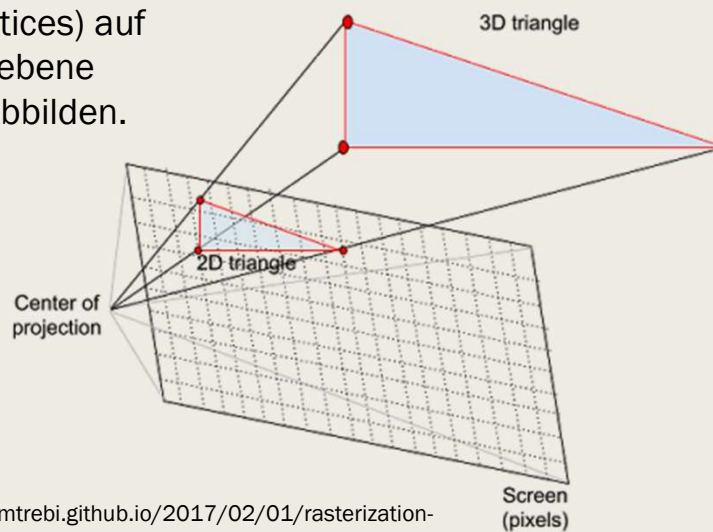 tices) auf
ebene
bbilden.
3D triangle
2D triangle
Center of
projection
Screen
(pixels)
mtrebi.github.io/2017/02/01/rasterization-